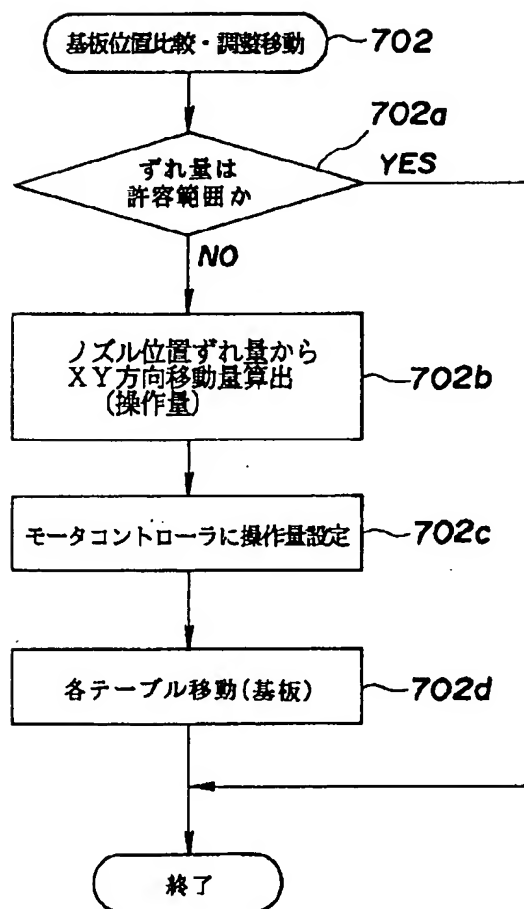 基板位置比較・調整移動
702
702a
ずれ量は
許容範囲か
YES
NO
ノズル位置ずれ量から
XY方向移動量算出
(操作量)
702b
モータコントローラに操作量設定
702c
各テーブル移動(基板)
702d
終了